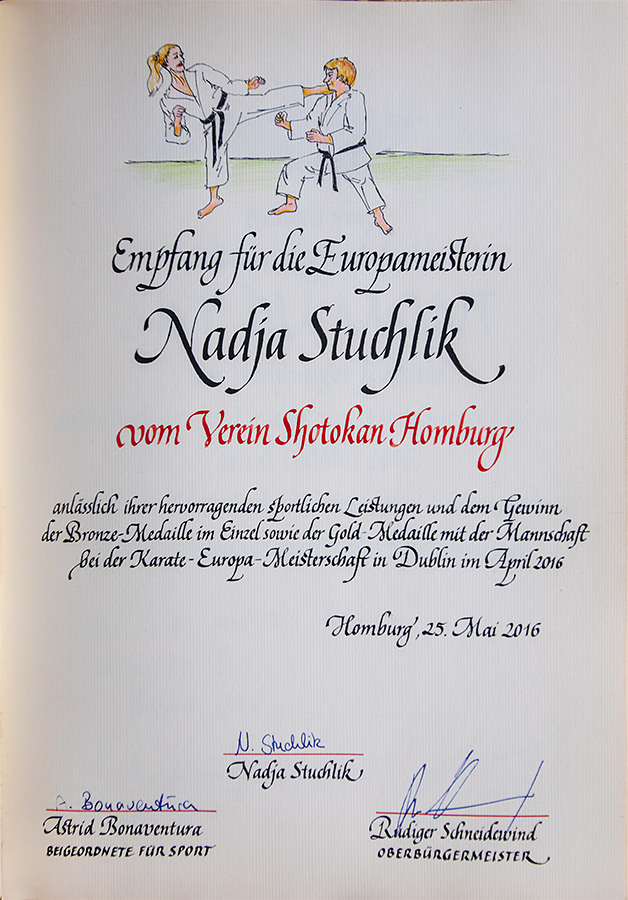 Empfang für die Europameisterin
Nadja Stuchlik
vom Verein Shotokan Homburg
anlässlich ihrer hervorragenden sportlichen Leistungen und dem Gewinn
der Bronze-Medaille im Einzel sowie der Gold-Medaille mit der Mannschaft
bei der Karate-Europa-Meisterschaft in Dublin im April 2016
Homburg, 25. Mai 2016
N. Stuchlik
Nadja Stuchlik
A. Bonaventura
Astrid Bonaventura
BEIGEORDNETE FÜR SPORT
Rüdiger Schneidewind
OBERBÜRGERMEISTER